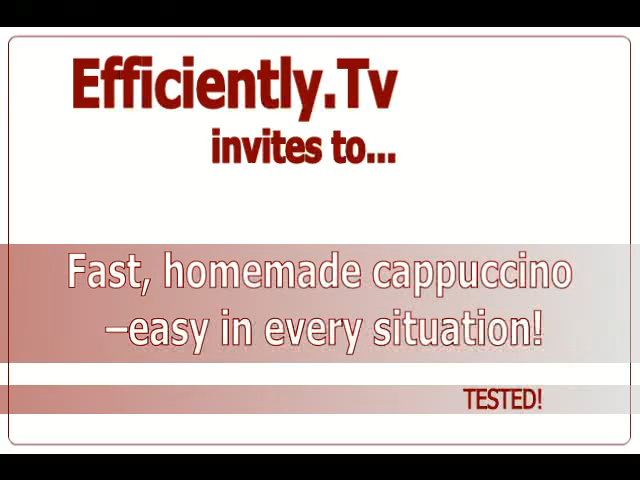 Efficiently.Tv
invites to...
Fast, homemade cappuccino
–easy in every situation!
TESTED!